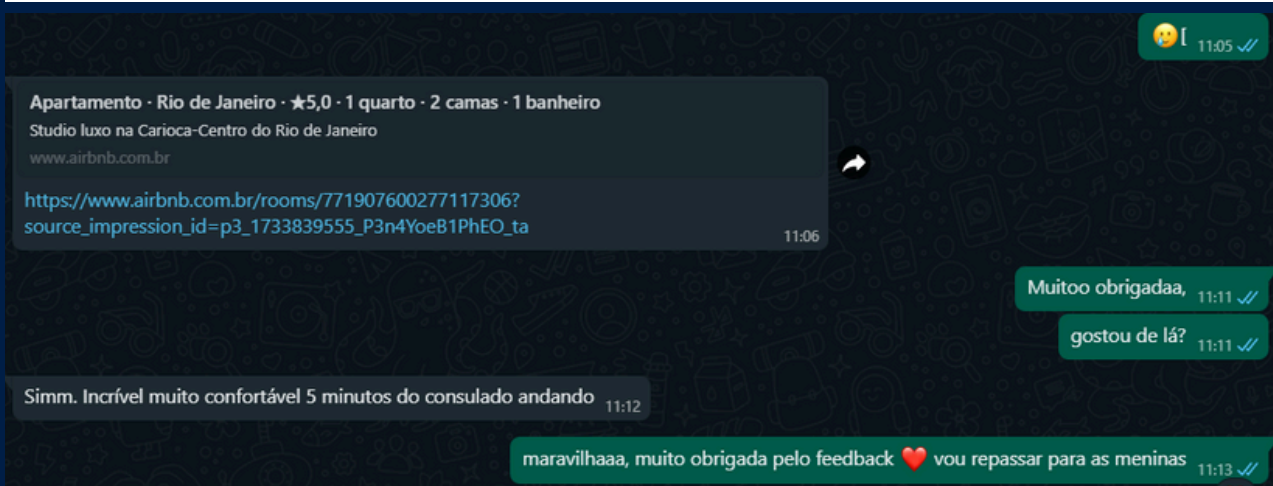 🥲[ 11:05
Apartamento · Rio de Janeiro · ★5,0 · 1 quarto · 2 camas · 1 banheiro
Studio luxo na Carioca-Centro do Rio de Janeiro
www.airbnb.com.br
https://www.airbnb.com.br/rooms/771907600277117306?
source_impression_id=p3_1733839555_P3n4YoeB1PhEO_ta
11:06
Muitoo obrigadaa, 11:11
gostou de lá? 11:11
Simm. Incrível muito confortável 5 minutos do consulado andando 11:12
maravilhaaa, muito obrigada pelo feedback ❤️ vou repassar para as meninas 11:13